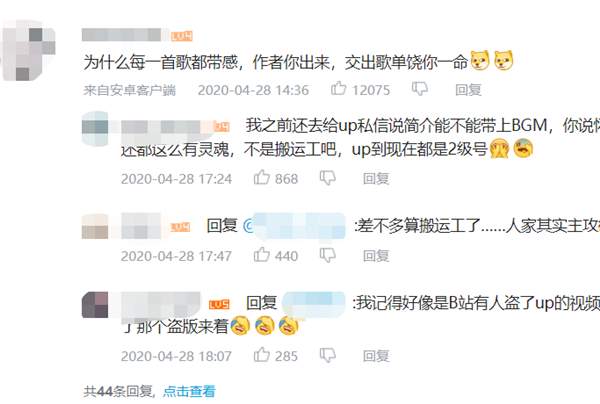 LV4
为什么每一首歌都带感，作者你出来，交出歌单饶你一命
来自安卓客户端 2020-04-28 14:36 12075 回复
LV4 我之前还去给up私信说简介能不能带上BGM，你说
还都这么有灵魂，不是搬运工吧，up到现在都是2级号
2020-04-28 17:24 868 回复
LV4 回复 @ :差不多算搬运工了……人家其实主攻
2020-04-28 17:47 440 回复
LV5 回复 :我记得好像是B站有人盗了up的视频
了那个盗版来着
2020-04-28 18:07 285 回复
共44条回复，点击查看